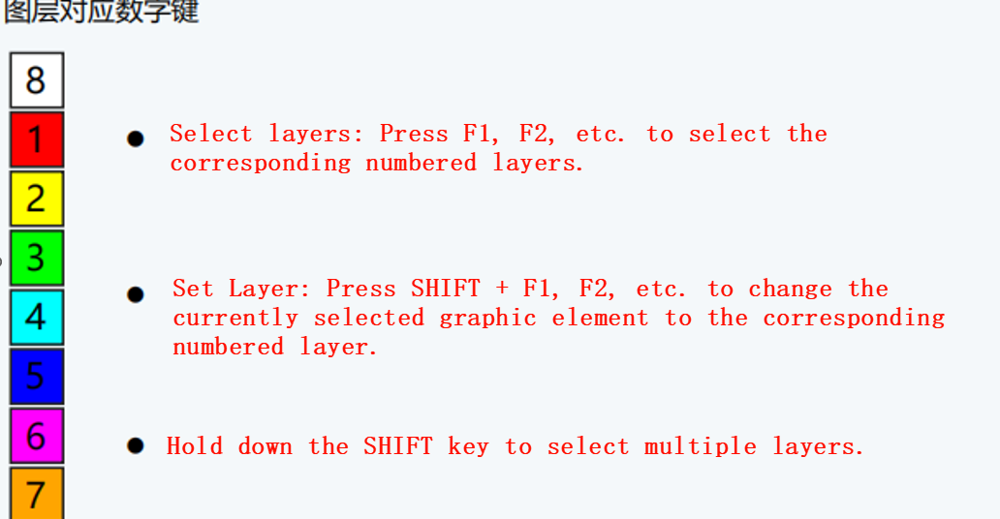 图层对应数字键
8
1
Select layers: Press F1, F2, etc. to select the
corresponding numbered layers.
2
3
Set Layer: Press SHIFT + F1, F2, etc. to change the
currently selected graphic element to the corresponding
numbered layer.
4
5
6
Hold down the SHIFT key to select multiple layers.
7